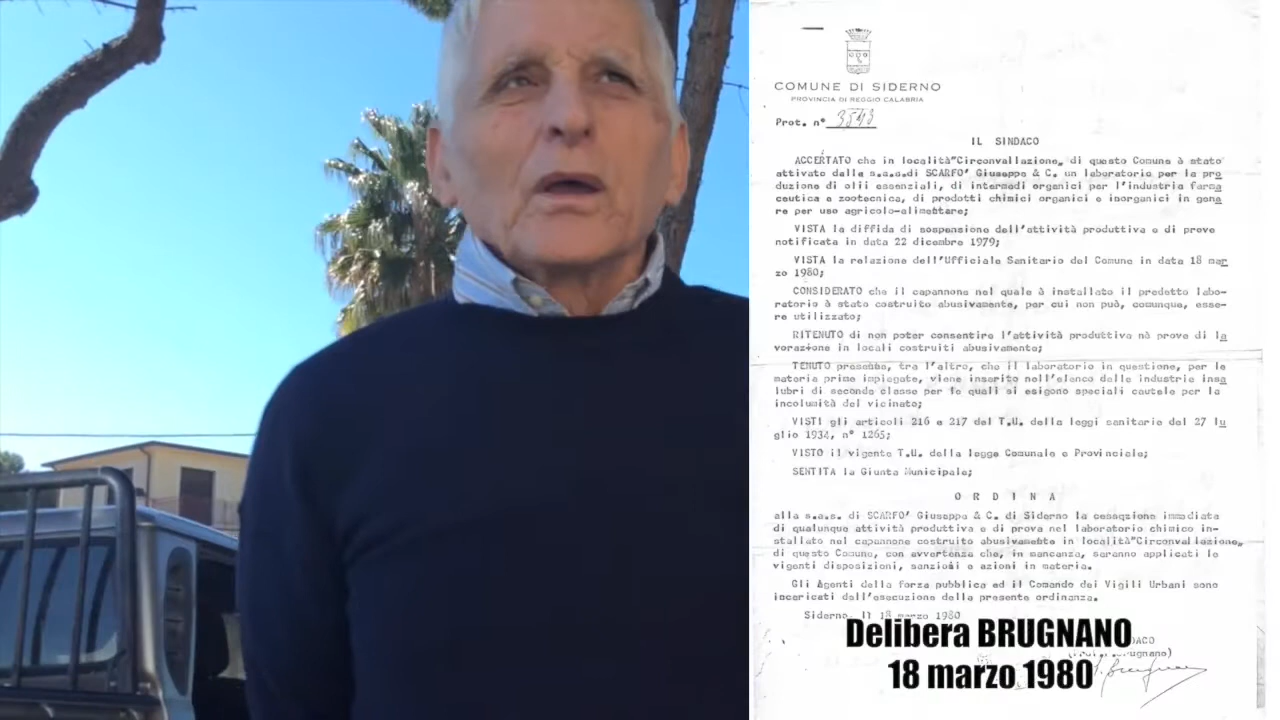 COMUNE DI SIDERNO
PROVINCIA DI REGGIO CALABRIA
Prot. n° 3543
IL SINDACO
ACCERTATO che in località "Circonvallazione" di questo Comune è stato
attivato dalla s.a.s. di SCARFO' Giuseppe & C. un laboratorio per la pro
duzione di olii essenziali, di intermedi organici per l'industria farma
ceutica e zootecnica, di prodotti chimici organici e inorganici in gene
re per uso agricolo-alimentare;
VISTA la diffida di sospensione dell'attività produttiva e di prove
notificata in data 22 dicembre 1979;
VISTA la relazione dell'Ufficiale Sanitario del Comune in data 18 mar
zo 1980;
CONSIDERATO che il capannone nel quale è installato il predetto labo-
ratorio è stato costruito abusivamente, per cui non può, comunque, esse-
re utilizzato;
RITENUTO di non poter consentire l'attività produttiva nè prove di la
vorazione in locali costruiti abusivamente;
TENUTO presente, tra l'altro, che il laboratorio in questione, per le
materie prime impiegate, viene inserito nell'elenco delle industrie insa
lubri di seconda classe per le quali si esigono speciali cautele per la
incolumità del vicinato;
VISTI gli articoli 216 e 217 del T.U. della leggi sanitarie del 27 lu
glio 1934, n° 1265;
VISTO il vigente T.U. della legge Comunale e Provinciale;
SENTITA la Giunta Municipale;
O R D I N A
alla s.a.s. di SCARFO' Giuseppe & C. di Siderno la cessazione immediata
di qualunque attività produttiva e di prova nel laboratorio chimico in-
stallato nel capannone costruito abusivamente in località "Circonvallazione"
di questo Comune, con avvertenza che, in mancanza, saranno applicati le
vigenti disposizioni, sanzioni e azioni in materia.
Gli Agenti della forza pubblica ed il Comando dei Vigili Urbani sono
incaricati dell'esecuzione della presente ordinanza.
Siderno, lì 18 marzo 1980
Delibera BRUGNANO
18 marzo 1980